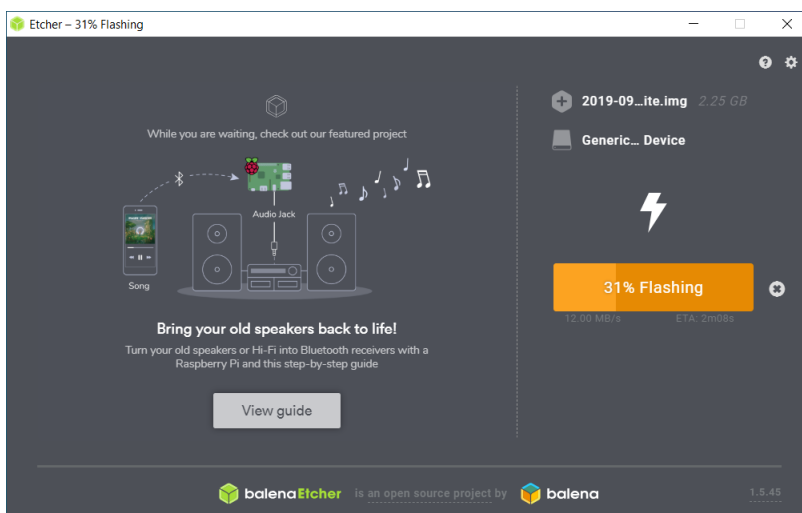 Etcher – 31% Flashing
While you are waiting, check out our featured project
Audio Jack
Song
Bring your old speakers back to life!
Turn your old speakers or Hi-Fi into Bluetooth receivers with a
Raspberry Pi and this step-by-step guide
View guide
2019-09...ite.img 2.25 GB
Generic... Device
31% Flashing
12.00 MB/s ETA: 2m08s
balenaEtcher is an open source project by balena
1.5.45